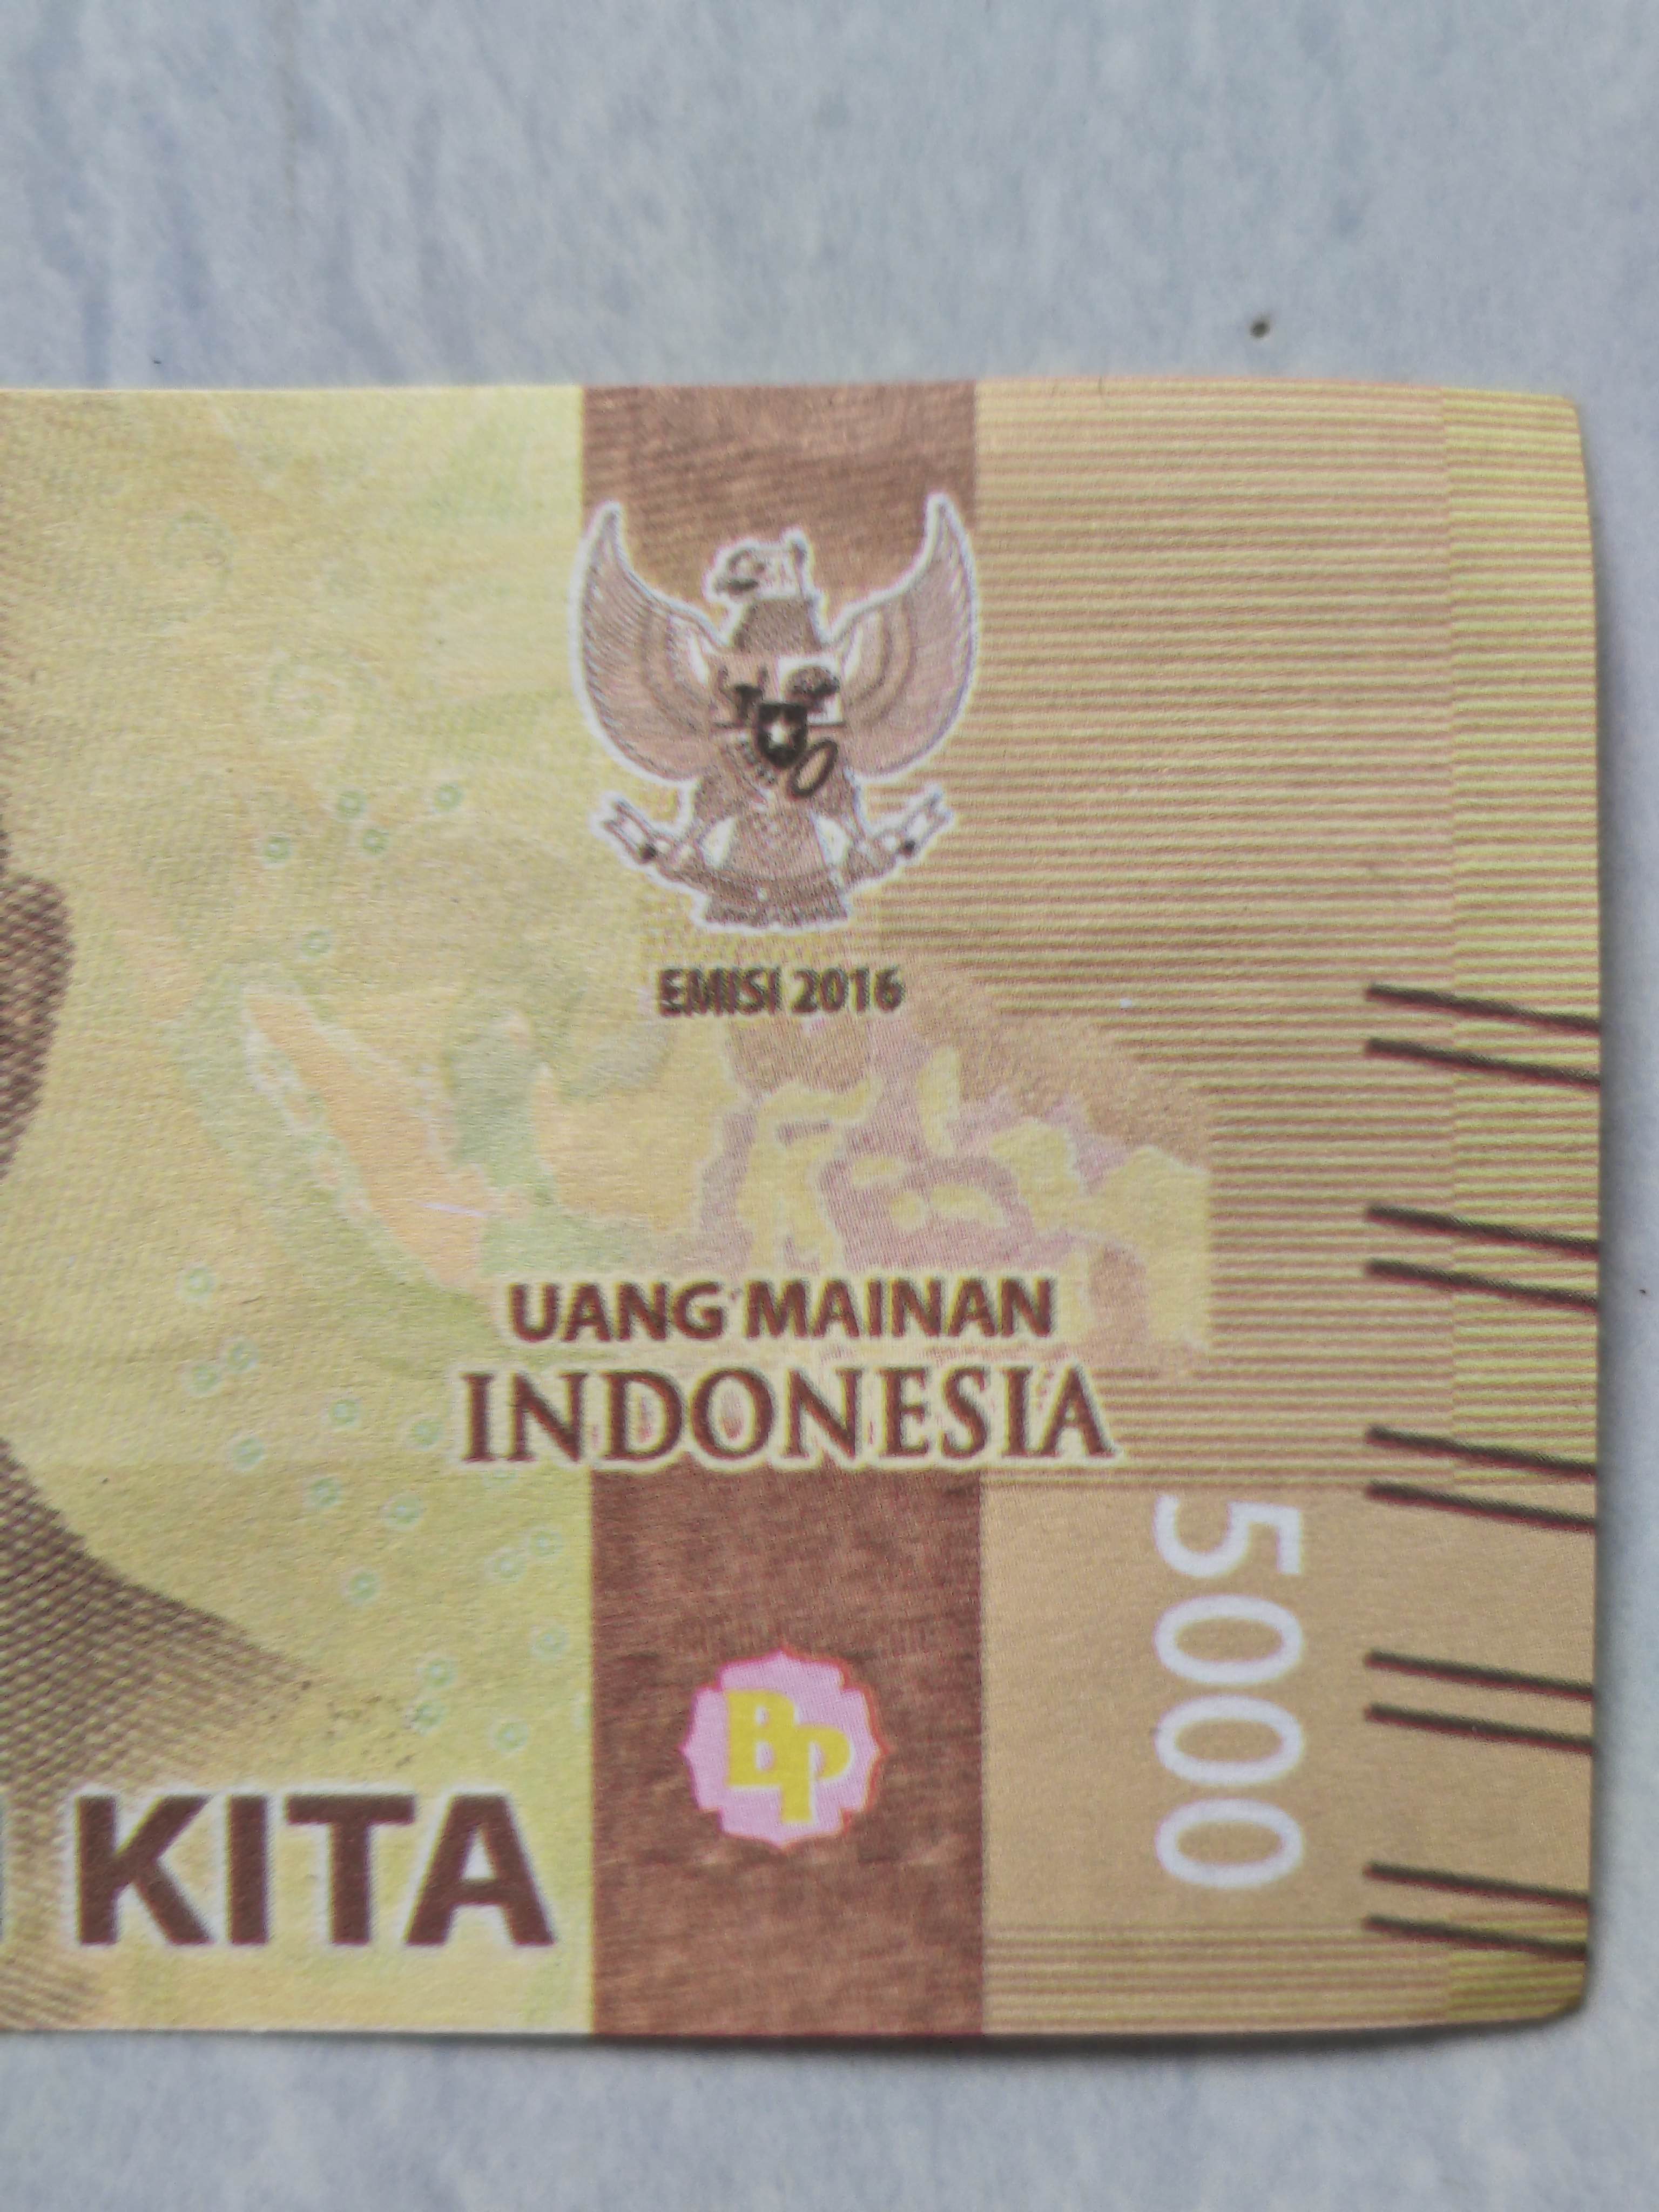 EMISI 2016
UANG MAINAN
INDONESIA
5000
BP
KITA